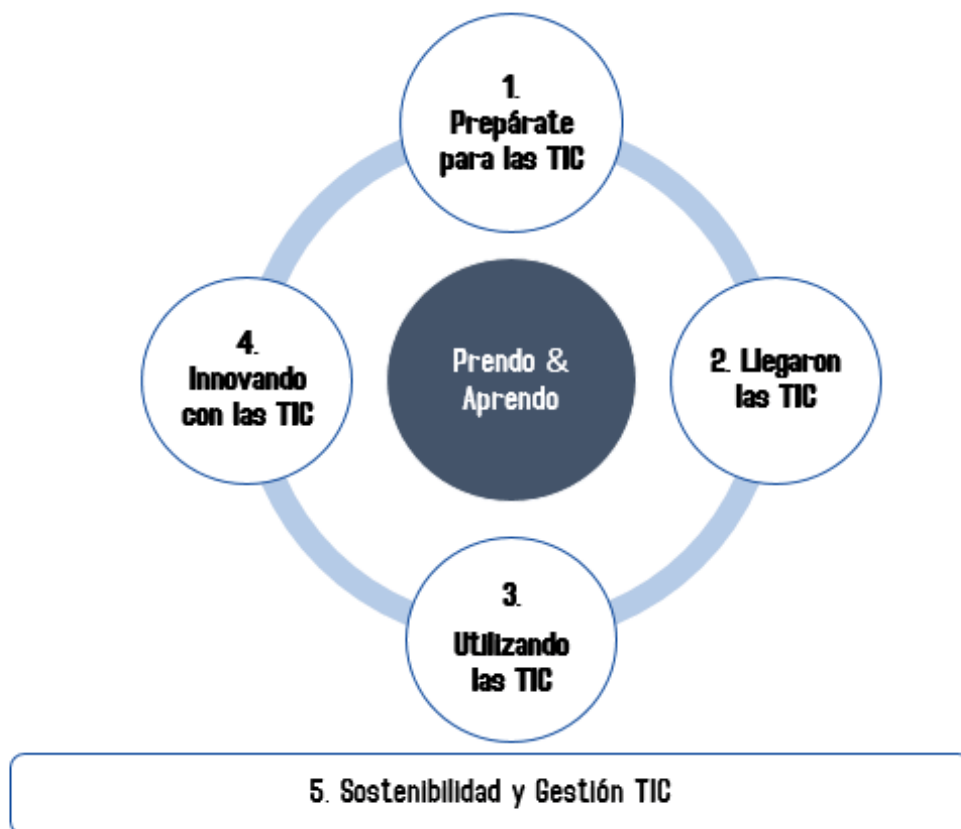 1.
Prepárate
para las TIC
4.
Innovando
con las TIC
Prendo &
Aprendo
2. Llegaron
las TIC
3.
Utilizando
las TIC
5. Sostenibilidad y Gestión TIC